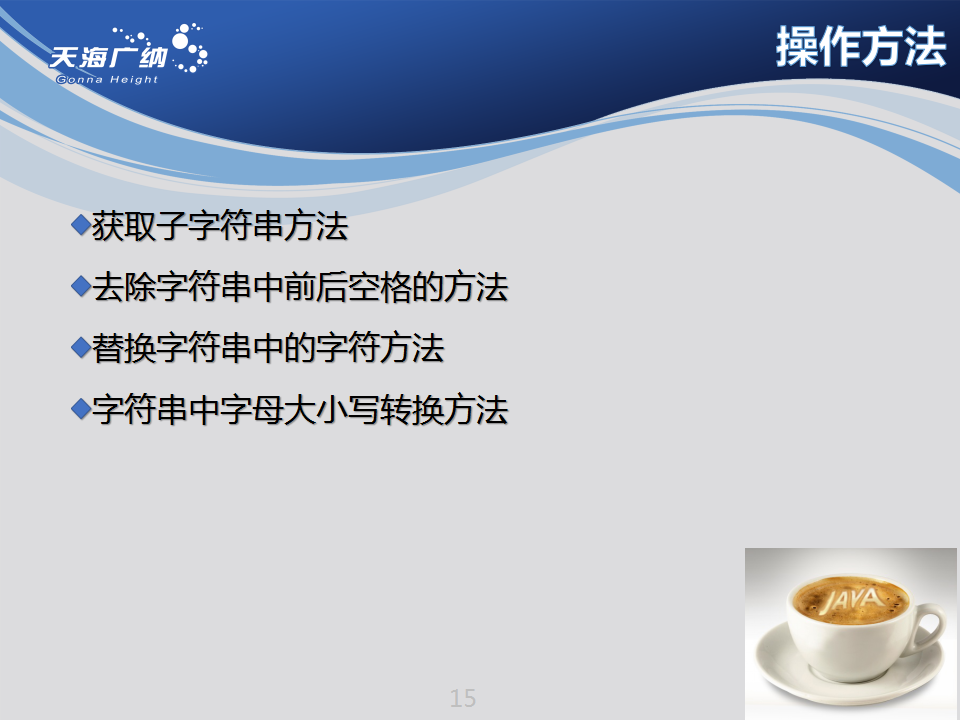 天海广纳
Gonna Height
操作方法
获取子字符串方法
去除字符串中前后空格的方法
替换字符串中的字符方法
字符串中字母大小写转换方法
JAVA
15